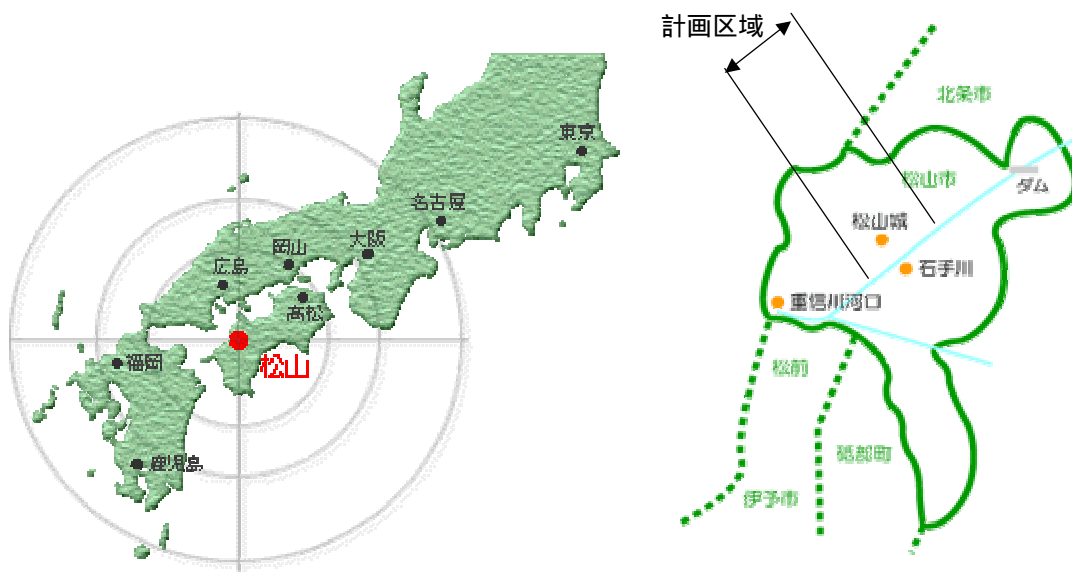 計画区域
東京
名古屋
大阪
岡山
広島
高松
松山
福岡
鹿児島
北条市
松山市
ダム
松山城
石手川
重信川河口
松前
砥部町
伊予市